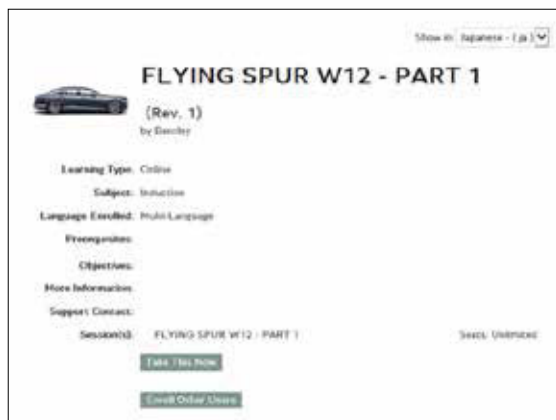 Show in: Japanese - ( ja )
FLYING SPUR W12 - PART 1
(Rev. 1)
by Bentley
Learning Type: Online
Subject: Induction
Language Enrolled: Multi-Language
Prerequisites:
Objectives:
More Information:
Support Contact:
Session(s): FLYING SPUR W12 - PART 1 Seats: Unlimited
Take This Now
Enroll Other Users